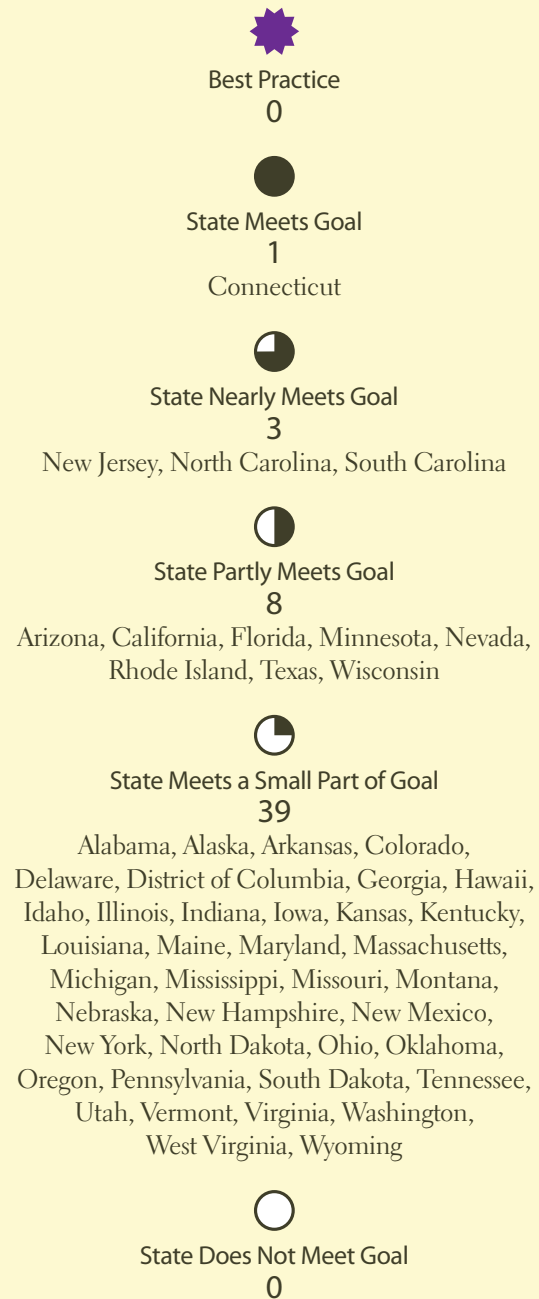 Best Practice
0
State Meets Goal
1
Connecticut
State Nearly Meets Goal
3
New Jersey, North Carolina, South Carolina
State Partly Meets Goal
8
Arizona, California, Florida, Minnesota, Nevada,
Rhode Island, Texas, Wisconsin
State Meets a Small Part of Goal
39
Alabama, Alaska, Arkansas, Colorado,
Delaware, District of Columbia, Georgia, Hawaii,
Idaho, Illinois, Indiana, Iowa, Kansas, Kentucky,
Louisiana, Maine, Maryland, Massachusetts,
Michigan, Mississippi, Missouri, Montana,
Nebraska, New Hampshire, New Mexico,
New York, North Dakota, Ohio, Oklahoma,
Oregon, Pennsylvania, South Dakota, Tennessee,
Utah, Vermont, Virginia, Washington,
West Virginia, Wyoming
State Does Not Meet Goal
0